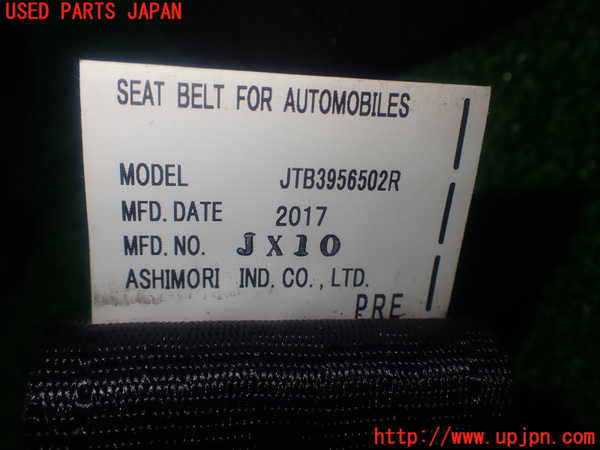 USED PARTS JAPAN
SEAT BELT FOR AUTOMOBILES
MODEL JTB3956502R
MFD. DATE 2017
MFD. NO. JX10
ASHIMORI IND. CO., LTD.
PRE
http://www.upjpn.com/